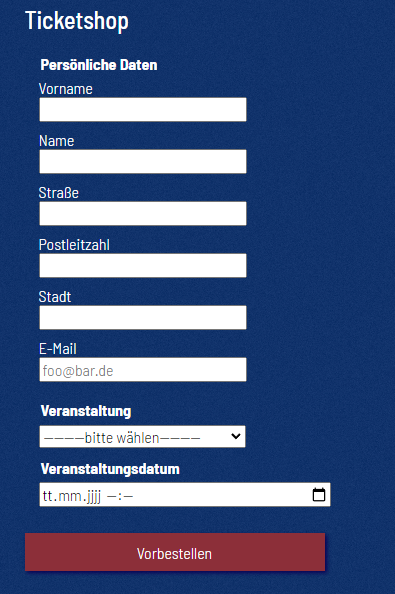 Ticketshop
Persönliche Daten
Vorname
Name
Straße
Postleitzahl
Stadt
E-Mail
foo@bar.de
Veranstaltung
————bitte wählen————
Veranstaltungsdatum
tt.mm.jjjj --:--
Vorbestellen